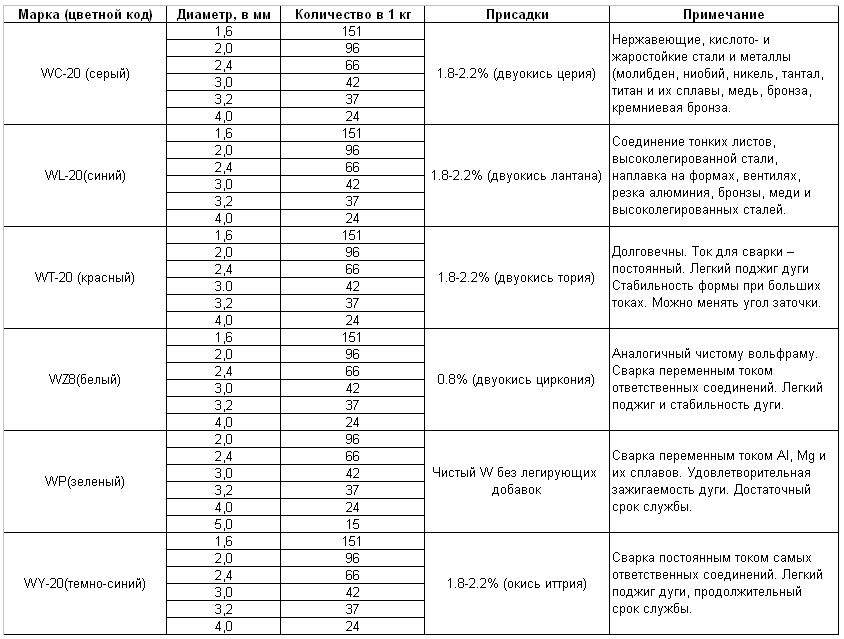 Марка (цветной код) Диаметр, в мм Количество в 1 кг Присадки Примечание
WC-20 (серый)
1,6 151
2,0 96
2,4 66
3,0 42
3,2 37
4,0 24
1.8-2.2% (двуокись церия)
Нержавеющие, кислото- и
жаростойкие стали и металлы
(молибден, ниобий, никель, тантал,
титан и их сплавы, медь, бронза,
кремниевая бронза.
WL-20(синий)
1,6 151
2,0 96
2,4 66
3,0 42
3,2 37
4,0 24
1.8-2.2% (двуокись лантана)
Соединение тонких листов,
высоколегированной стали,
наплавка на формах, вентилях,
резка алюминия, бронзы, меди и
высоколегированных сталей.
WT-20 (красный)
1,6 151
2,0 96
2,4 66
3.0 42
3,2 37
4,0 24
1.8-2.2% (двуокись тория)
Долговечны. Ток для сварки –
постоянный. Легкий поджиг дуги
Стабильность формы при больших
токах. Можно менять угол заточки.
WZ8(белый)
1,6 151
2,0 96
2,4 66
3,0 42
3,2 37
4,0 24
0.8% (двуокись циркония)
Аналогичный чистому вольфраму.
Сварка переменным током
ответственных соединений. Легкий
поджиг и стабильность дуги.
WP(зеленый)
2,0 96
2,4 66
3,0 42
3,2 37
4,0 24
5,0 15
Чистый W без легирующих
добавок
Сварка переменным током Al, Mg и
их сплавов. Удовлетворительная
зажигаемость дуги. Достаточный
срок службы.
WY-20(темно-синий)
1,6 151
2,0 96
2,4 66
3,0 42
3,2 37
4,0 24
1.8-2.2% (окись иттрия)
Сварка постоянным током самых
ответственных соединений. Легкий
поджиг дуги, продолжительный
срок службы.